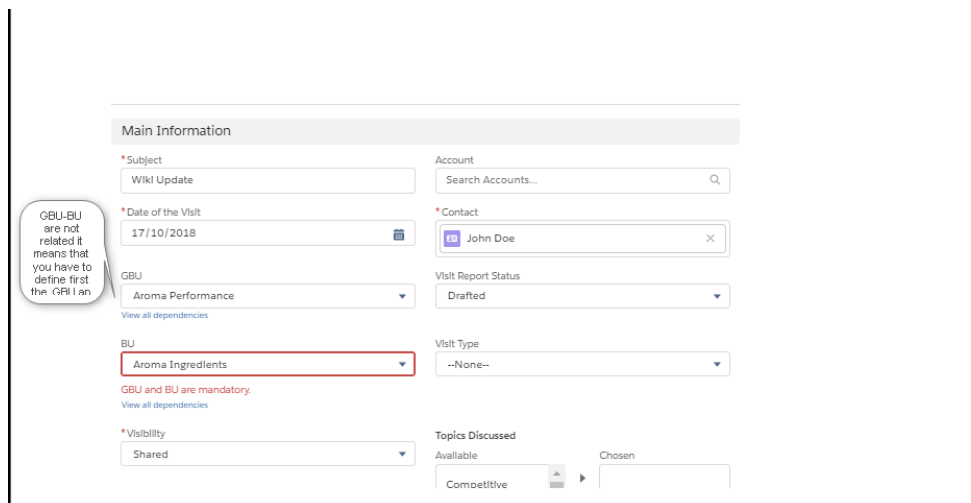 Main Information
*Subject
Wiki Update
Account
Search Accounts...
*Date of the Visit
17/10/2018
*Contact
John Doe
GBU-BU
are not
related it
means that
you have to
define first
the GBU an
GBU
Aroma Performance
View all dependencies
Visit Report Status
Drafted
BU
Aroma Ingredients
GBU and BU are mandatory.
View all dependencies
Visit Type
--None--
*Visibility
Shared
Topics Discussed
Available
Chosen
Competitive